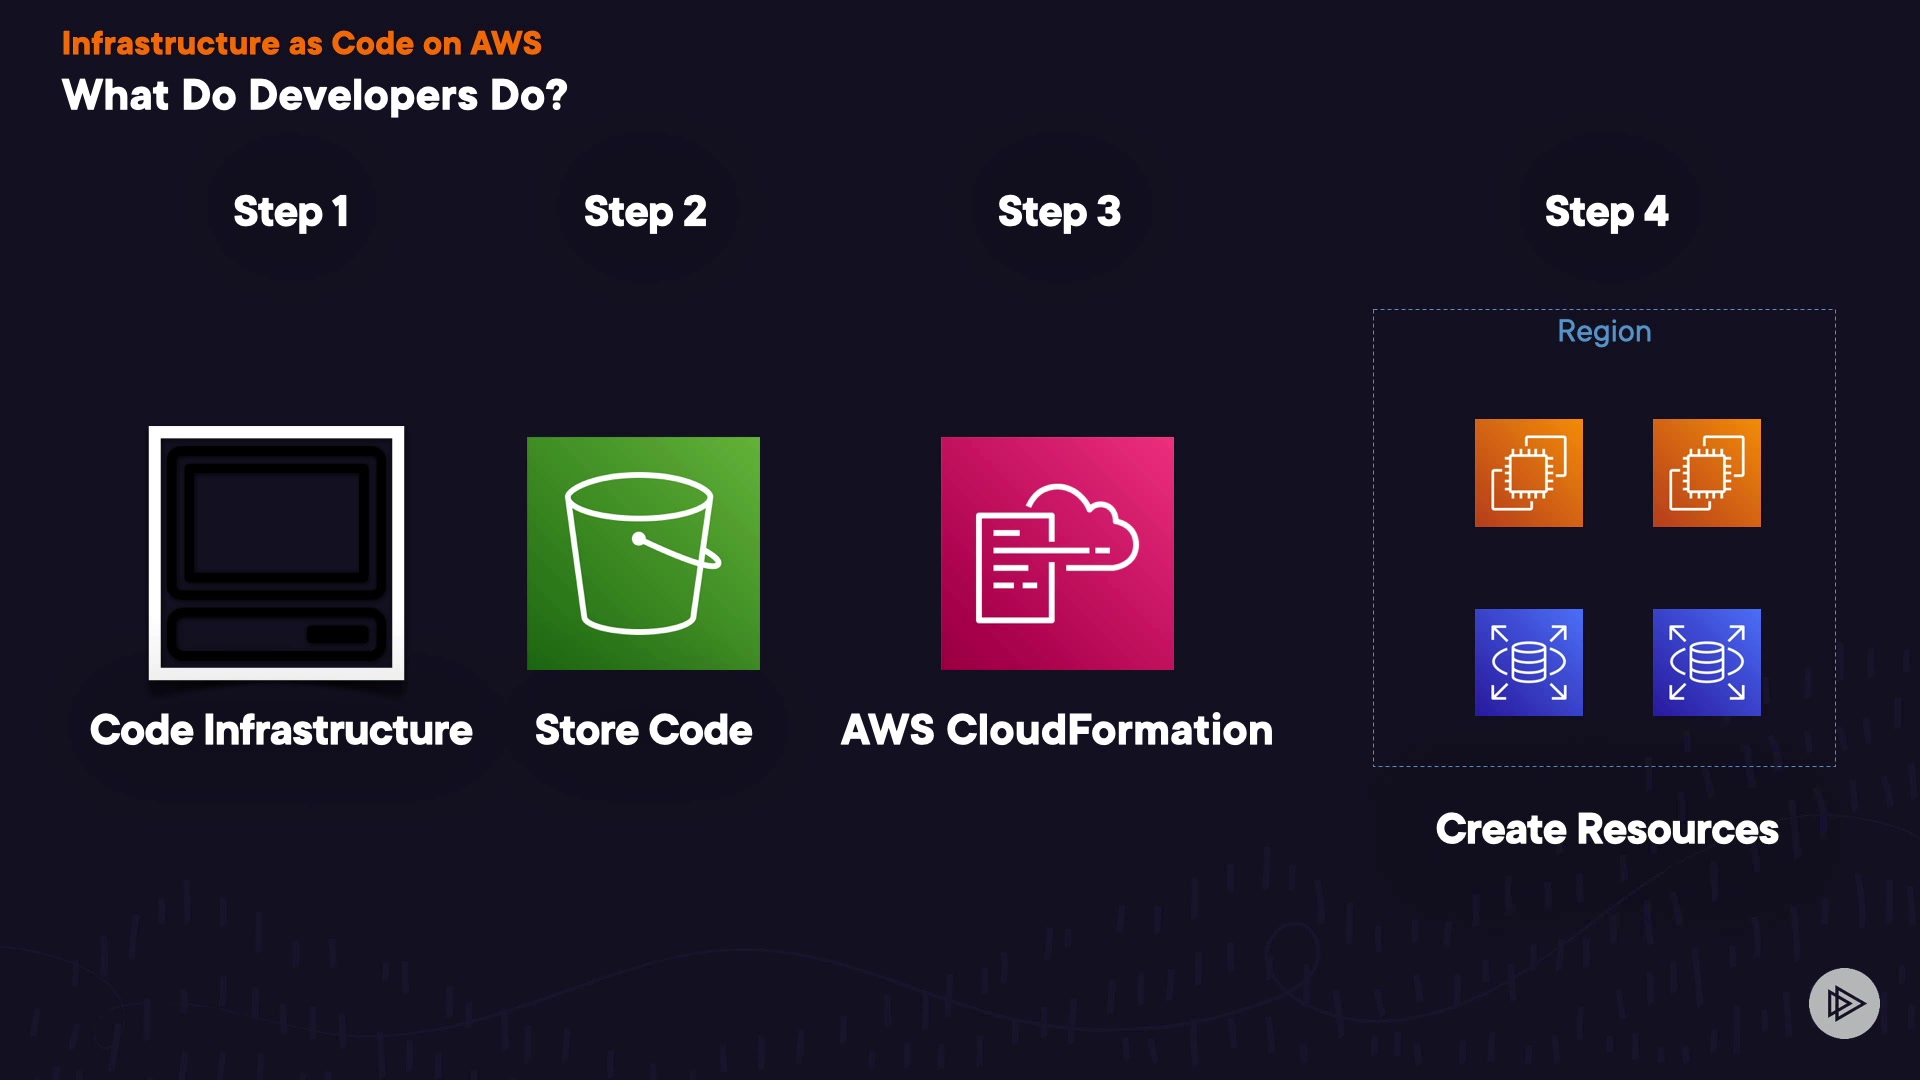 Infrastructure as Code on AWS
What Do Developers Do?
Step 1
Step 2
Step 3
Step 4
Region
Code Infrastructure
Store Code
AWS CloudFormation
Create Resources